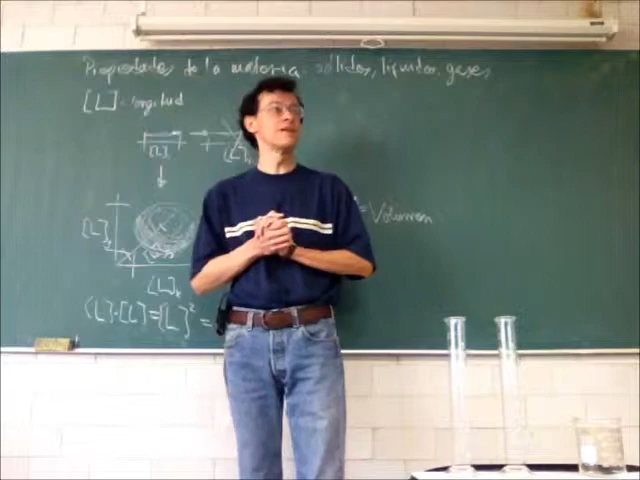 Propiedades de la materia: sólidos, líquidos, gases
[L] = longitud
[L]
[L]
[L]
[L]
= Volumen
[L]·[L]=[L]² =